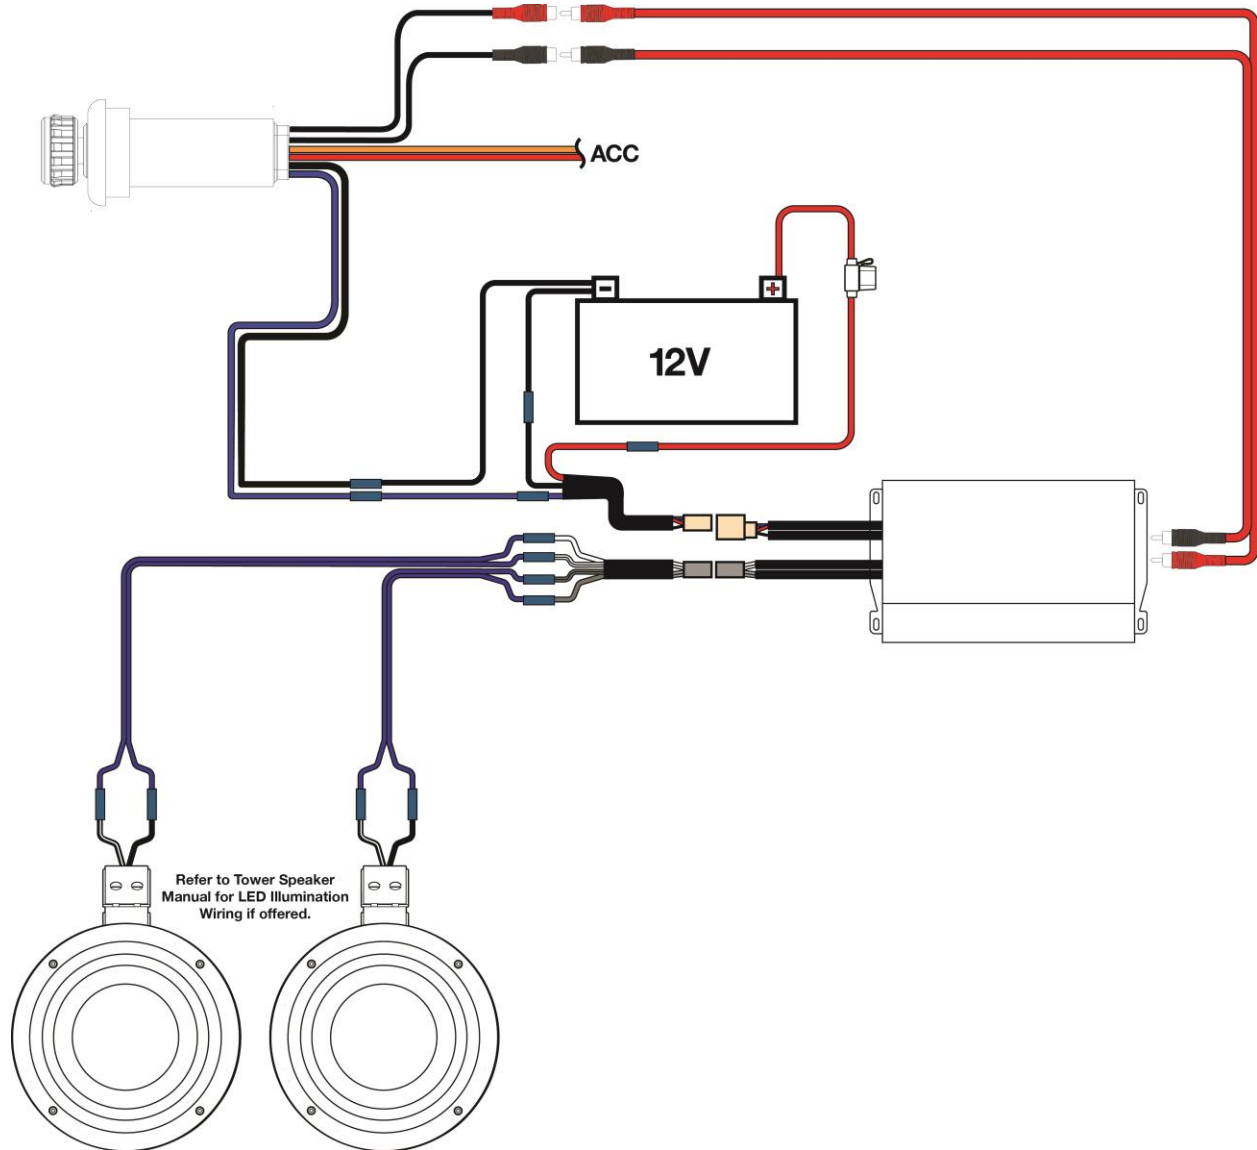 ACC
-
+
12V
Refer to Tower Speaker
Manual for LED Illumination
Wiring if offered.